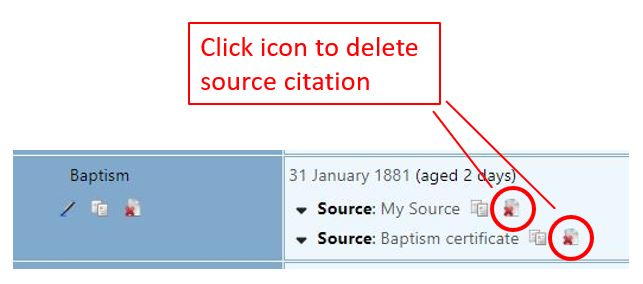 Click icon to delete
source citation
Baptism
31 January 1881 (aged 2 days)
Source: My Source
Source: Baptism certificate